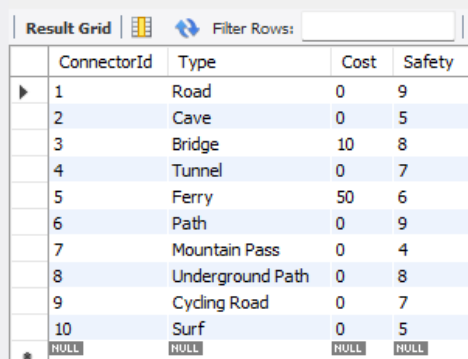 Result Grid Filter Rows:
ConnectorId Type Cost Safety
1 Road 0 9
2 Cave 0 5
3 Bridge 10 8
4 Tunnel 0 7
5 Ferry 50 6
6 Path 0 9
7 Mountain Pass 0 4
8 Underground Path 0 8
9 Cycling Road 0 7
10 Surf 0 5
NULL NULL NULL NULL